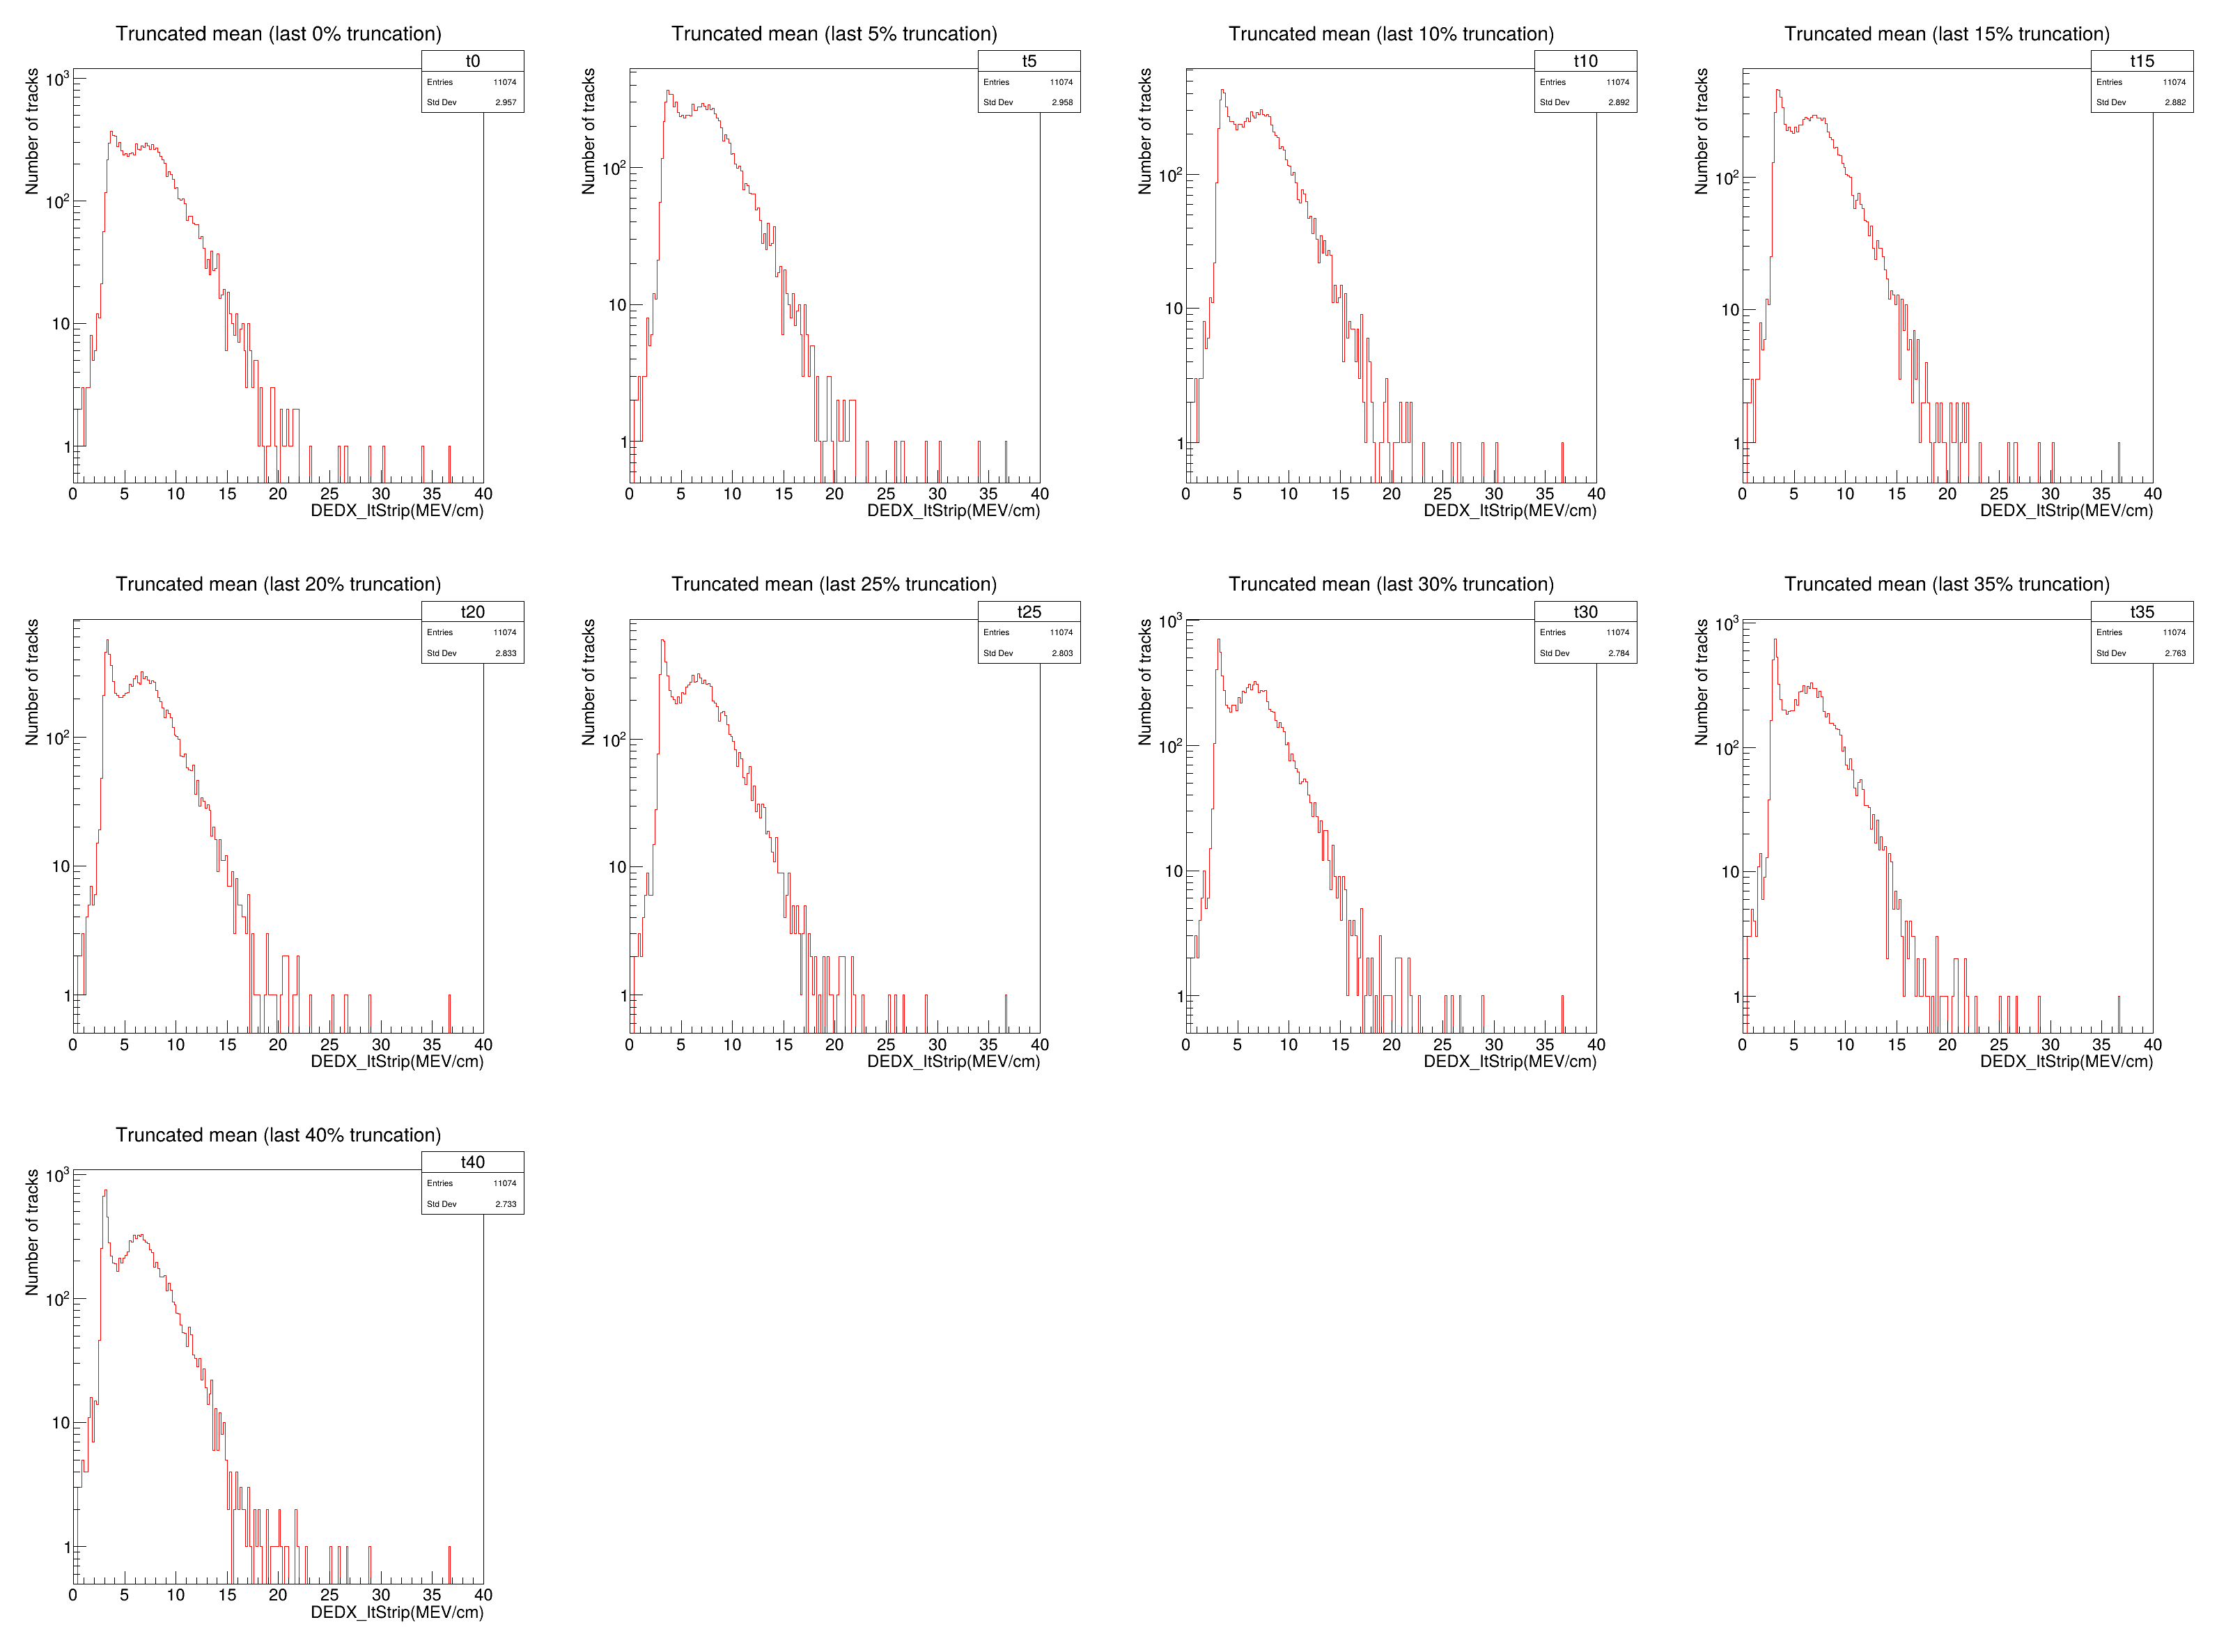 Truncated mean (last 0% truncation)
t0
Entries 11074
Std Dev 2.957
Number of tracks
10^3
10^2
10
1
0 5 10 15 20 25 30 35 40
DEDX_ItStrip(MEV/cm)
Truncated mean (last 5% truncation)
t5
Entries 11074
Std Dev 2.958
Number of tracks
10^2
10
1
0 5 10 15 20 25 30 35 40
DEDX_ItStrip(MEV/cm)
Truncated mean (last 10% truncation)
t10
Entries 11074
Std Dev 2.892
Number of tracks
10^2
10
1
0 5 10 15 20 25 30 35 40
DEDX_ItStrip(MEV/cm)
Truncated mean (last 15% truncation)
t15
Entries 11074
Std Dev 2.882
Number of tracks
10^2
10
1
0 5 10 15 20 25 30 35 40
DEDX_ItStrip(MEV/cm)
Truncated mean (last 20% truncation)
t20
Entries 11074
Std Dev 2.833
Number of tracks
10^2
10
1
0 5 10 15 20 25 30 35 40
DEDX_ItStrip(MEV/cm)
Truncated mean (last 25% truncation)
t25
Entries 11074
Std Dev 2.803
Number of tracks
10^2
10
1
0 5 10 15 20 25 30 35 40
DEDX_ItStrip(MEV/cm)
Truncated mean (last 30% truncation)
t30
Entries 11074
Std Dev 2.784
Number of tracks
10^3
10^2
10
1
0 5 10 15 20 25 30 35 40
DEDX_ItStrip(MEV/cm)
Truncated mean (last 35% truncation)
t35
Entries 11074
Std Dev 2.763
Number of tracks
10^3
10^2
10
1
0 5 10 15 20 25 30 35 40
DEDX_ItStrip(MEV/cm)
Truncated mean (last 40% truncation)
t40
Entries 11074
Std Dev 2.733
Number of tracks
10^3
10^2
10
1
0 5 10 15 20 25 30 35 40
DEDX_ItStrip(MEV/cm)